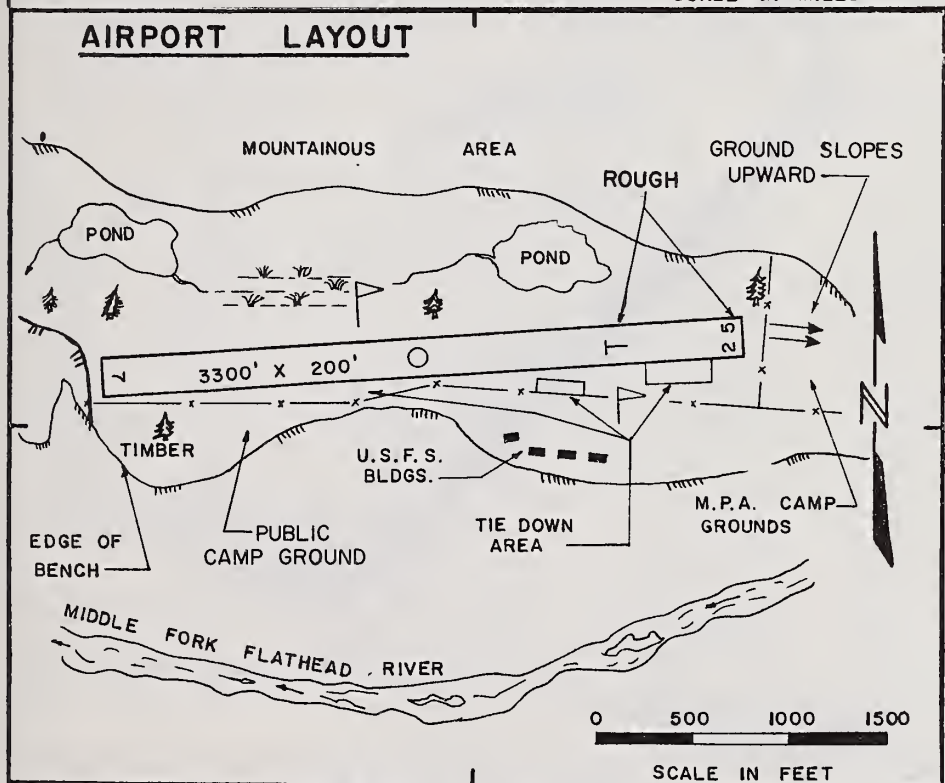 AIRPORT LAYOUT
MOUNTAINOUS AREA
GROUND SLOPES
UPWARD
ROUGH
POND
POND
7
3300' X 200'
T
25
TIMBER
U.S.F.S.
BLDGS.
M.P.A. CAMP
GROUNDS
TIE DOWN
AREA
PUBLIC
CAMP GROUND
EDGE OF
BENCH
N
MIDDLE FORK FLATHEAD RIVER
0 500 1000 1500
SCALE IN FEET